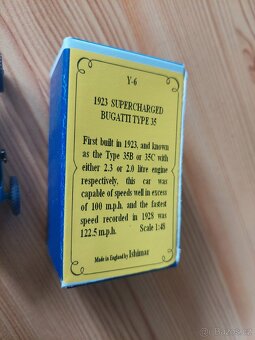 Y-6
1923 SUPERCHARGED
BUGATTI TYPE 35
First built in 1923, and known
as the Type 35B or 35C with
either 2.3 or 2.0 litre engine
respectively, this car was
capable of speeds well in excess
of 100 m.p.h. and the fastest
speed recorded in 1928 was
122.5 m.p.h. Scale 1:48
Made in England by